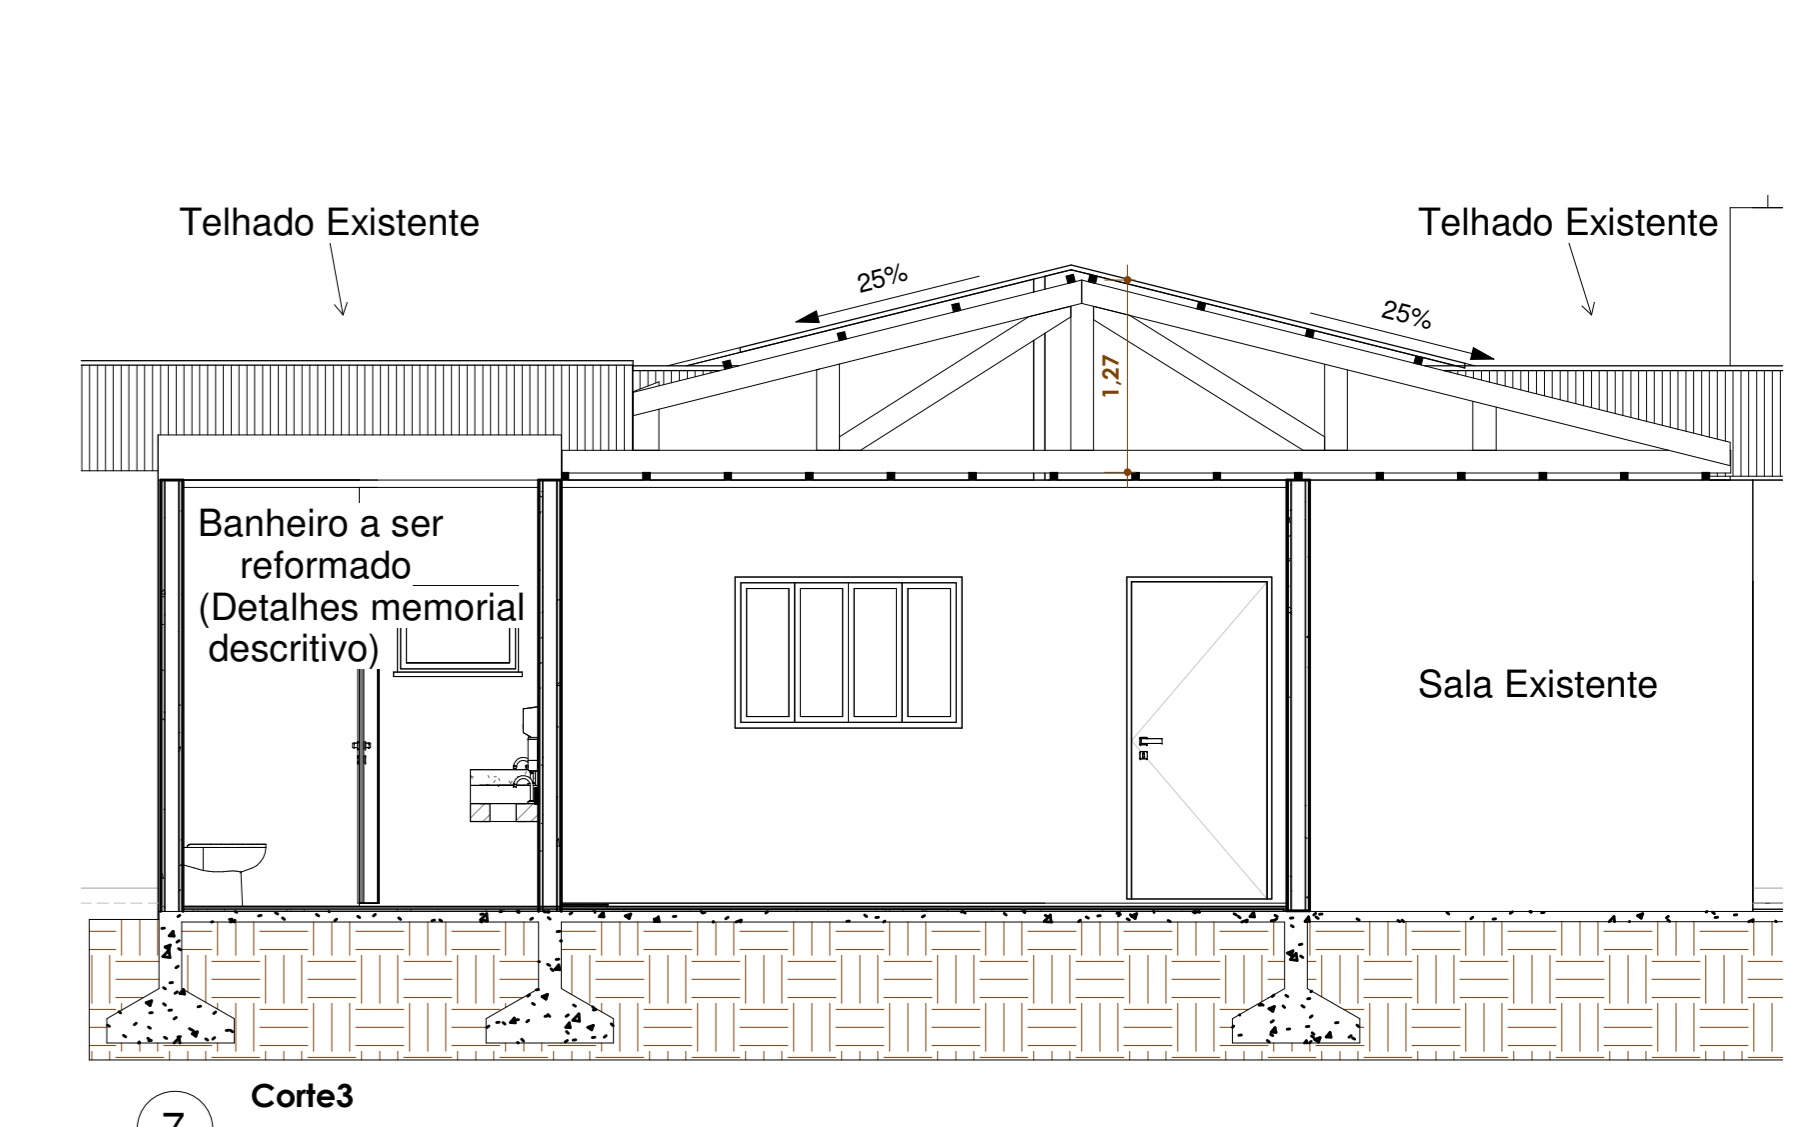 Telhado Existente
Telhado Existente
25%
25%
1,27
Banheiro a ser
reformado
(Detalhes memorial
descritivo)
Sala Existente
Corte3
7